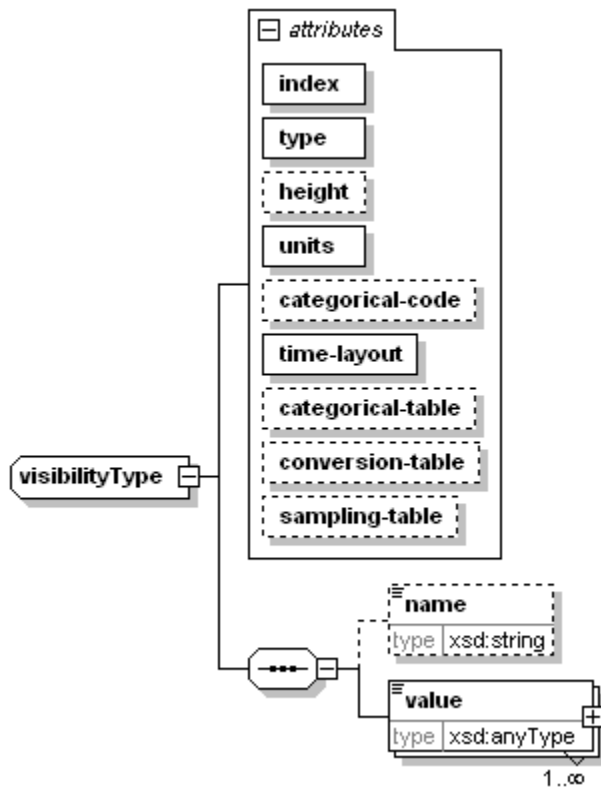 attributes
index
type
height
units
categorical-code
time-layout
categorical-table
conversion-table
sampling-table
visibilityType
name
type xsd:string
value
type xsd:anyType
1..∞